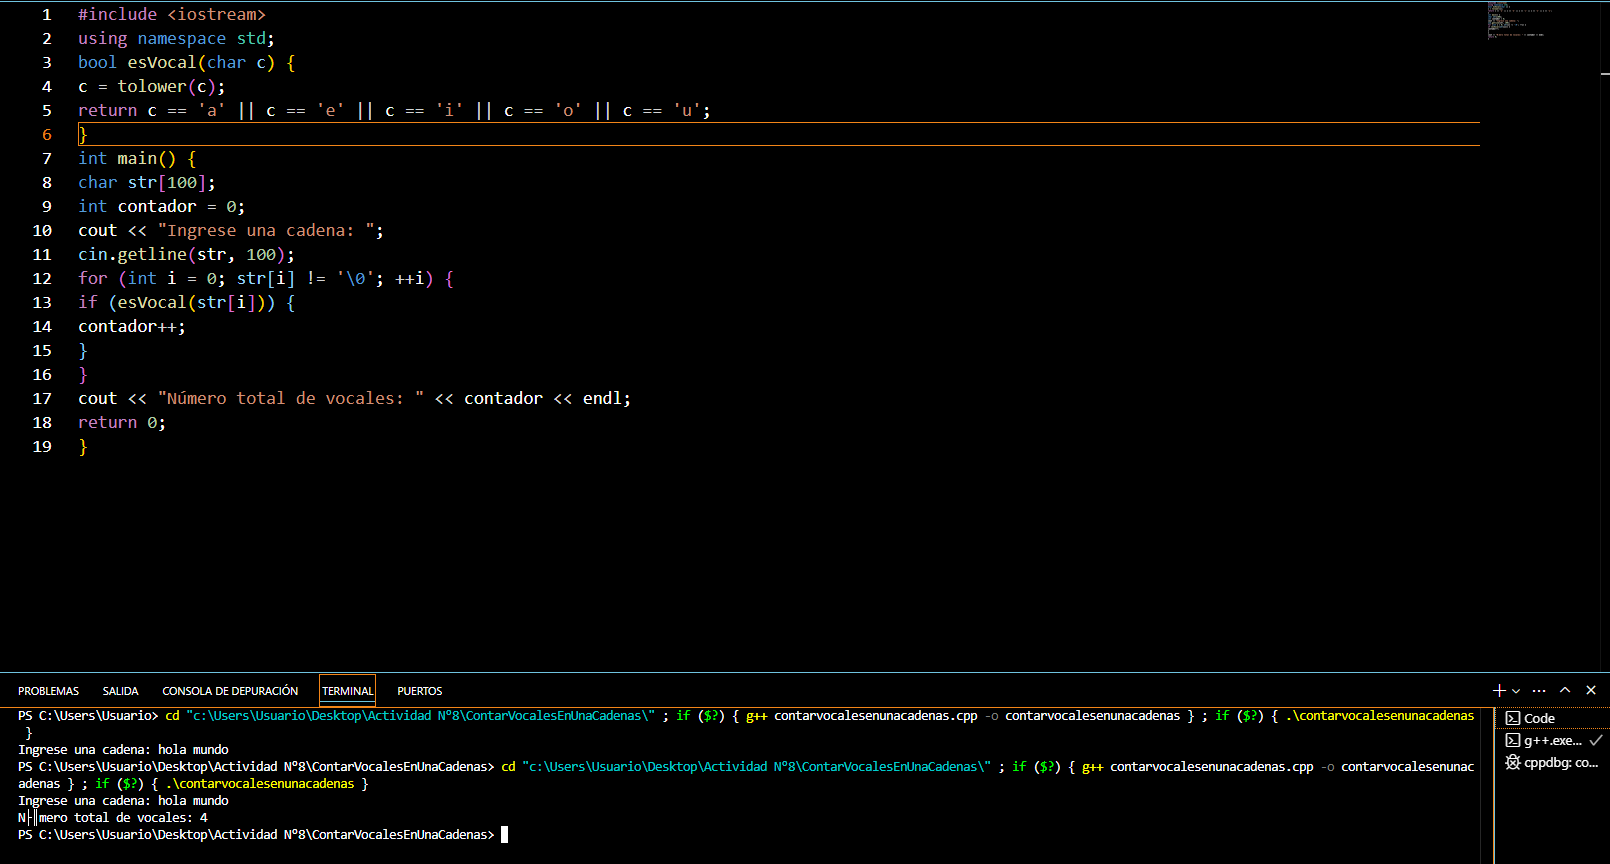 1 #include <iostream>
2 using namespace std;
3 bool esVocal(char c) {
4 c = tolower(c);
5 return c == 'a' || c == 'e' || c == 'i' || c == 'o' || c == 'u';
6 }
7 int main() {
8 char str[100];
9 int contador = 0;
10 cout << "Ingrese una cadena: ";
11 cin.getline(str, 100);
12 for (int i = 0; str[i] != '\0'; ++i) {
13 if (esVocal(str[i])) {
14 contador++;
15 }
16 }
17 cout << "Número total de vocales: " << contador << endl;
18 return 0;
19 }
PROBLEMAS SALIDA CONSOLA DE DEPURACIÓN TERMINAL PUERTOS
PS C:\Users\Usuario> cd "c:\Users\Usuario\Desktop\Actividad Nº8\ContarVocalesEnUnaCadenas\" ; if ($?) { g++ contarvocalesenunacadenas.cpp -o contarvocalesenunacadenas } ; if ($?) { .\contarvocalesenunacadenas
}
Ingrese una cadena: hola mundo
PS C:\Users\Usuario\Desktop\Actividad Nº8\ContarVocalesEnUnaCadenas> cd "c:\Users\Usuario\Desktop\Actividad Nº8\ContarVocalesEnUnaCadenas\" ; if ($?) { g++ contarvocalesenunacadenas.cpp -o contarvocalesenunac
adenas } ; if ($?) { .\contarvocalesenunacadenas }
Ingrese una cadena: hola mundo
N├║mero total de vocales: 4
PS C:\Users\Usuario\Desktop\Actividad Nº8\ContarVocalesEnUnaCadenas>
Code
g++.exe...
cppdbg: co...